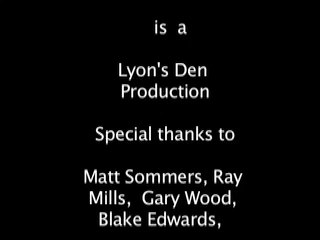 is a
Lyon's Den
Production
Special thanks to
Matt Sommers, Ray
Mills, Gary Wood,
Blake Edwards,